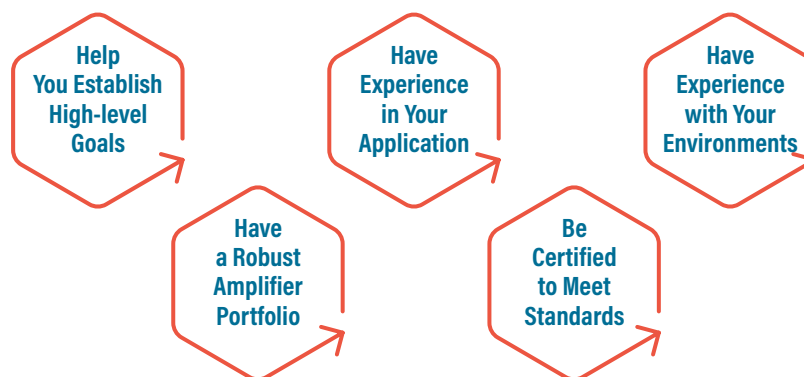 Help
You Establish
High-level
Goals
Have
a Robust
Amplifier
Portfolio
Have
Experience
in Your
Application
Be
Certified
to Meet
Standards
Have
Experience
with Your
Environments